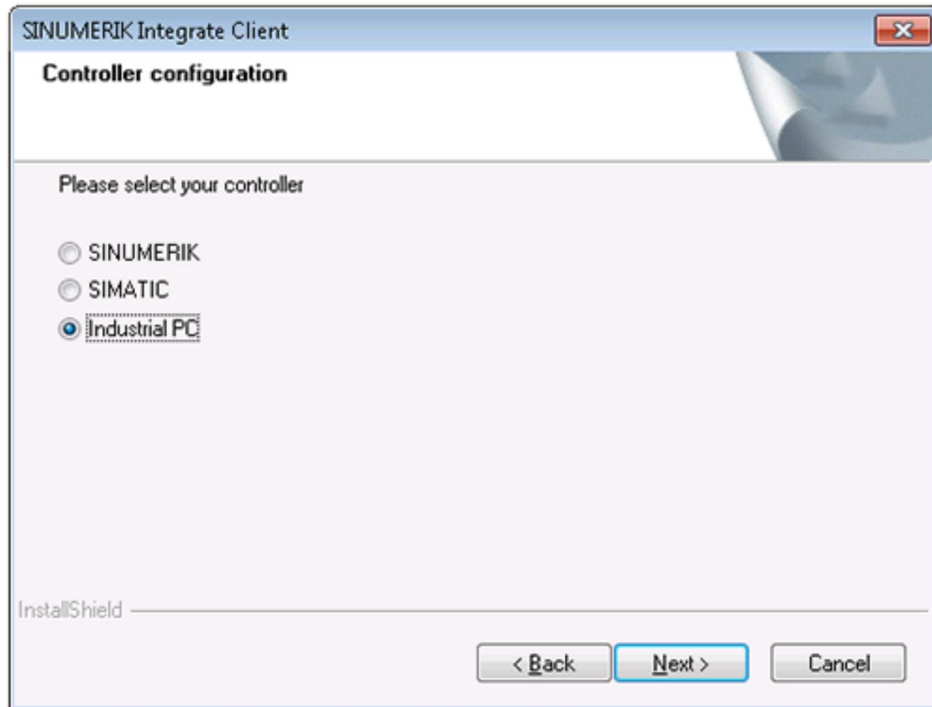 SINUMERIK Integrate Client
Controller configuration
Please select your controller
SINUMERIK
SIMATIC
Industrial PC
InstallShield
< Back
Next >
Cancel